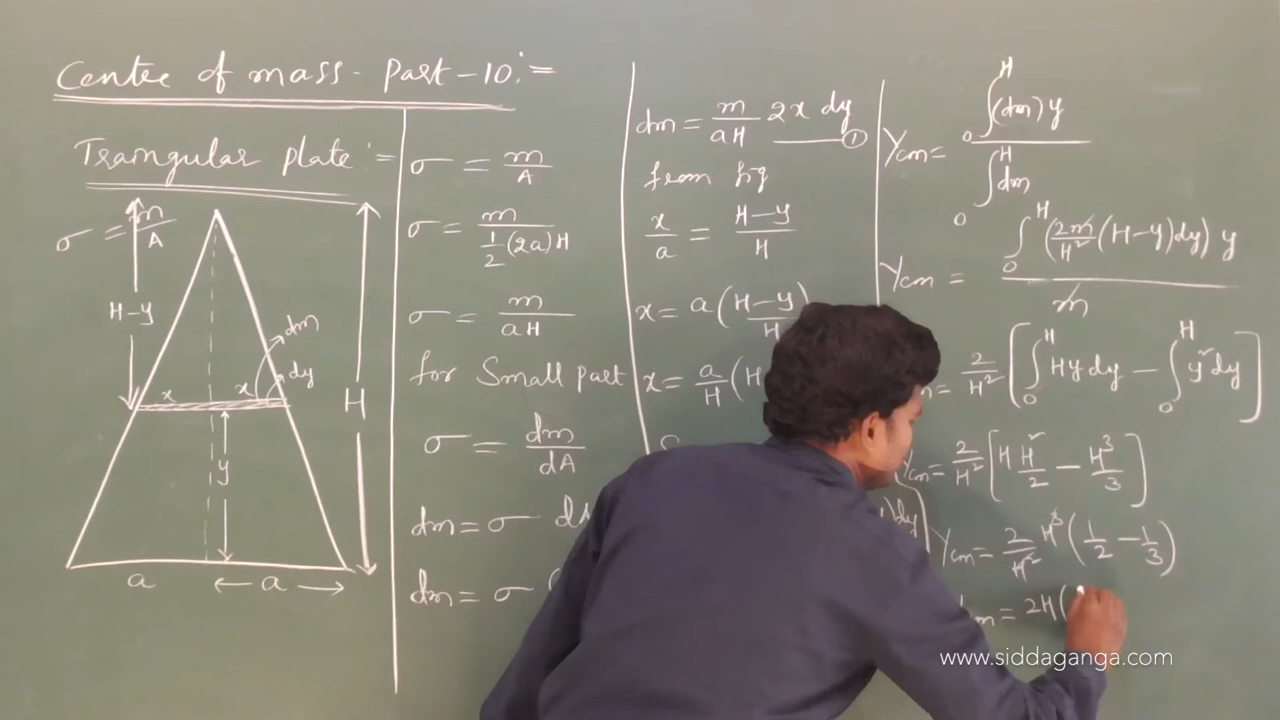 Centre of mass - Part-10:=
Triangular plate:=
σ = m/A
H-y
x
x
dm
dy
H
y
a
a
σ = m/A
σ = m/(½(2a)H)
σ = m/aH
for Small part
σ = dm/dA
dm = σ dA
dm = σ
dm = m/aH 2x dy ①
from fig
x/a = (H-y)/H
x = a((H-y)/H)
x = a/H (H
dy
Ycm = ∫₀ᴴ(dm)y / ∫₀ᴴdm
Ycm = ∫₀ᴴ(2m/H²(H-y)dy) y / m
= 2/H² [∫₀ᴴ Hy dy - ∫₀ᴴ y² dy]
Ycm = 2/H² [H H²/2 - H³/3]
Ycm = 2/H² H³ (1/2 - 1/3)
m = 2H(
www.siddaganga.com